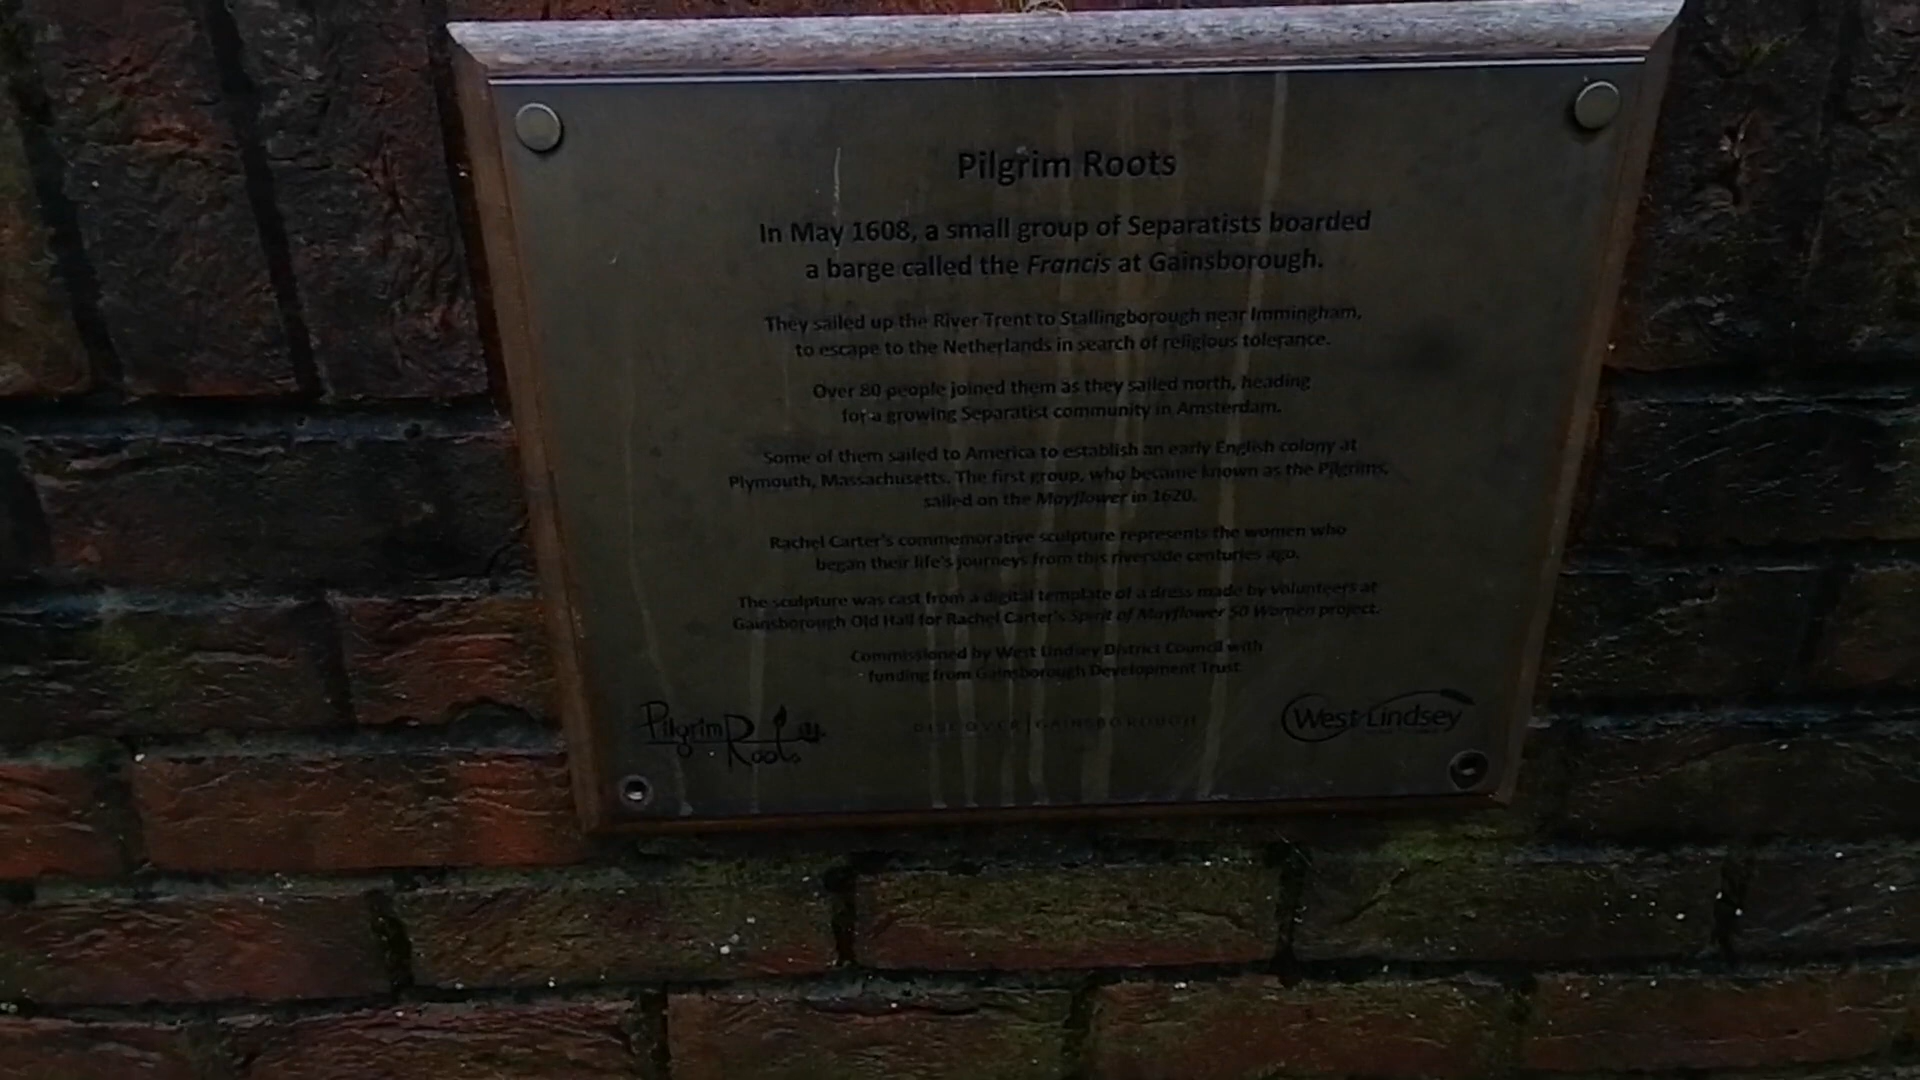 Pilgrim Roots
In May 1608, a small group of Separatists boarded
a barge called the Francis at Gainsborough.
They sailed up the River Trent to Stallingborough near Immingham,
to escape to the Netherlands in search of religious tolerance.
Over 80 people joined them as they sailed north, heading
for a growing Separatist community in Amsterdam.
Some of them sailed to America to establish an early English colony at
Plymouth, Massachusetts. The first group, who became known as the Pilgrims,
sailed on the Mayflower in 1620.
Rachel Carter's commemorative sculpture represents the women who
began their life's journeys from this riverside centuries ago.
The sculpture was cast from a digital template of a dress made by volunteers at
Gainsborough Old Hall for Rachel Carter's Spirit of Mayflower 50 Women project.
Commissioned by West Lindsey District Council with
funding from Gainsborough Development Trust.
Pilgrim Roots
DISCOVER | GAINSBOROUGH
West Lindsey